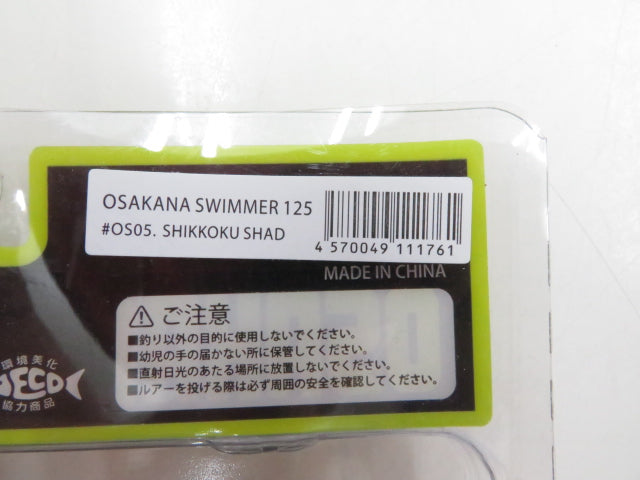 OSAKANA SWIMMER 125
#OS05. SHIKKOKU SHAD
4 570049 111761
MADE IN CHINA
⚠ ご注意
■釣り以外の目的に使用しないでください。
■幼児の手の届かない所に保管してください。
■直射日光のあたる場所に放置しないでください。
■ルアーを投げる際は必ず周囲の安全を確認してください。
環境美化
ECO
協力商品